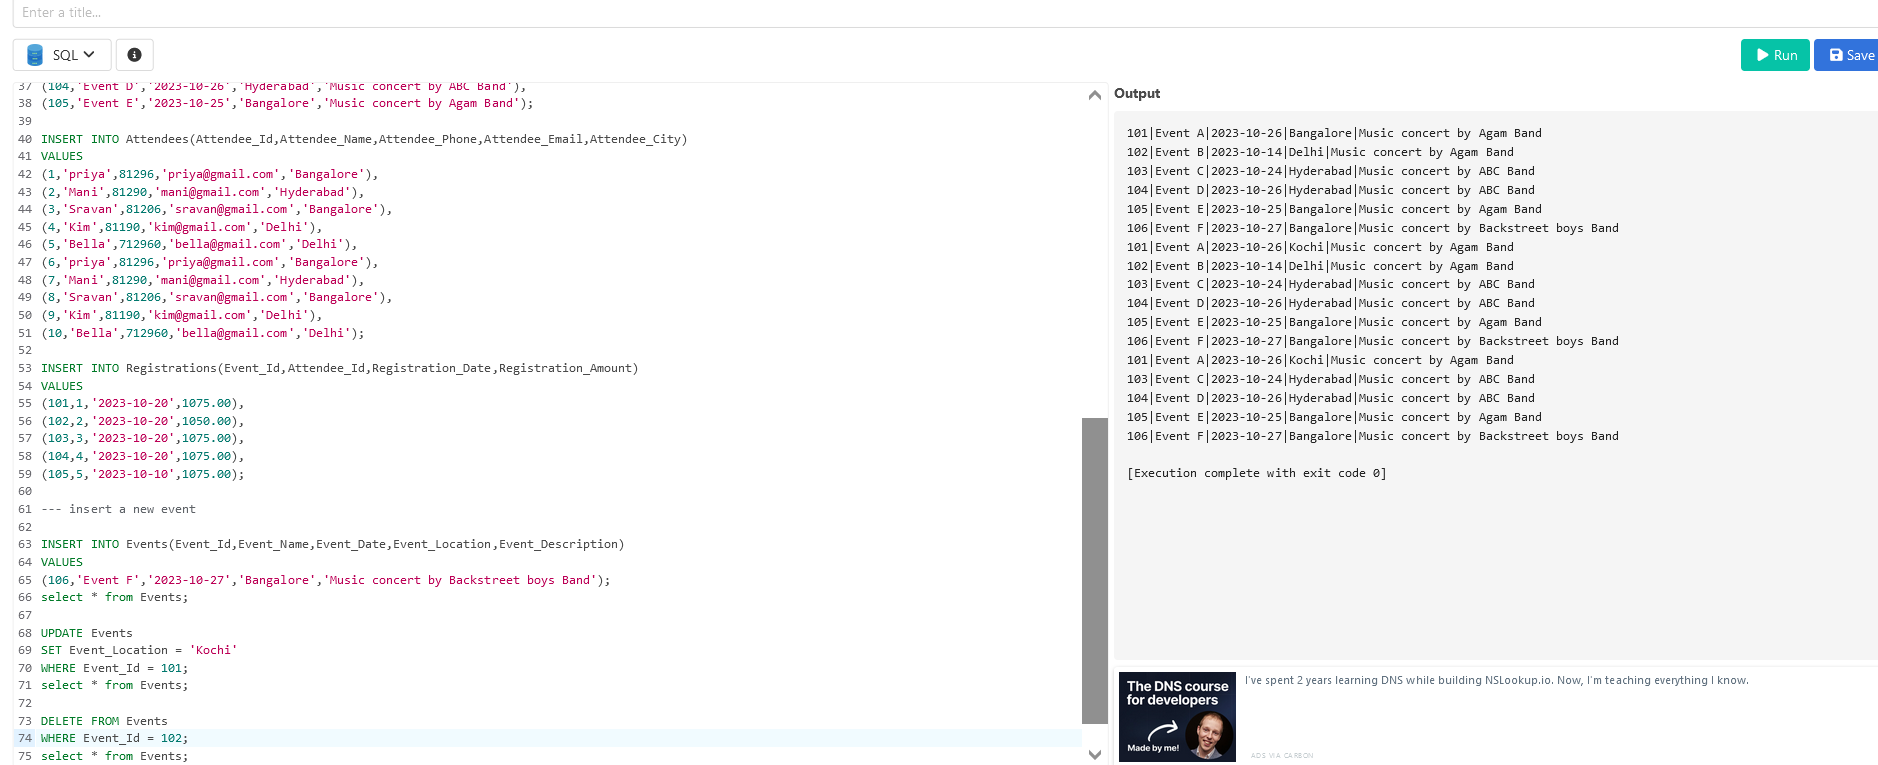 Enter a title...
SQL
Run
Save
37 (104,'Event D','2023-10-26','Hyderabad','Music concert by ABC Band'),
38 (105,'Event E','2023-10-25','Bangalore','Music concert by Agam Band');
39
40 INSERT INTO Attendees(Attendee_Id,Attendee_Name,Attendee_Phone,Attendee_Email,Attendee_City)
41 VALUES
42 (1,'priya',81296,'priya@gmail.com','Bangalore'),
43 (2,'Mani',81290,'mani@gmail.com','Hyderabad'),
44 (3,'Sravan',81206,'sravan@gmail.com','Bangalore'),
45 (4,'Kim',81190,'kim@gmail.com','Delhi'),
46 (5,'Bella',712960,'bella@gmail.com','Delhi'),
47 (6,'priya',81296,'priya@gmail.com','Bangalore'),
48 (7,'Mani',81290,'mani@gmail.com','Hyderabad'),
49 (8,'Sravan',81206,'sravan@gmail.com','Bangalore'),
50 (9,'Kim',81190,'kim@gmail.com','Delhi'),
51 (10,'Bella',712960,'bella@gmail.com','Delhi');
52
53 INSERT INTO Registrations(Event_Id,Attendee_Id,Registration_Date,Registration_Amount)
54 VALUES
55 (101,1,'2023-10-20',1075.00),
56 (102,2,'2023-10-20',1050.00),
57 (103,3,'2023-10-20',1075.00),
58 (104,4,'2023-10-20',1075.00),
59 (105,5,'2023-10-10',1075.00);
60
61 --- insert a new event
62
63 INSERT INTO Events(Event_Id,Event_Name,Event_Date,Event_Location,Event_Description)
64 VALUES
65 (106,'Event F','2023-10-27','Bangalore','Music concert by Backstreet boys Band');
66 select * from Events;
67
68 UPDATE Events
69 SET Event_Location = 'Kochi'
70 WHERE Event_Id = 101;
71 select * from Events;
72
73 DELETE FROM Events
74 WHERE Event_Id = 102;
75 select * from Events;
Output
101|Event A|2023-10-26|Bangalore|Music concert by Agam Band
102|Event B|2023-10-14|Delhi|Music concert by Agam Band
103|Event C|2023-10-24|Hyderabad|Music concert by ABC Band
104|Event D|2023-10-26|Hyderabad|Music concert by ABC Band
105|Event E|2023-10-25|Bangalore|Music concert by Agam Band
106|Event F|2023-10-27|Bangalore|Music concert by Backstreet boys Band
101|Event A|2023-10-26|Kochi|Music concert by Agam Band
102|Event B|2023-10-14|Delhi|Music concert by Agam Band
103|Event C|2023-10-24|Hyderabad|Music concert by ABC Band
104|Event D|2023-10-26|Hyderabad|Music concert by ABC Band
105|Event E|2023-10-25|Bangalore|Music concert by Agam Band
106|Event F|2023-10-27|Bangalore|Music concert by Backstreet boys Band
101|Event A|2023-10-26|Kochi|Music concert by Agam Band
103|Event C|2023-10-24|Hyderabad|Music concert by ABC Band
104|Event D|2023-10-26|Hyderabad|Music concert by ABC Band
105|Event E|2023-10-25|Bangalore|Music concert by Agam Band
106|Event F|2023-10-27|Bangalore|Music concert by Backstreet boys Band
[Execution complete with exit code 0]
The DNS course
for developers
Made by me!
I've spent 2 years learning DNS while building NSLookup.io. Now, I'm teaching everything I know.
ADS VIA CARBON